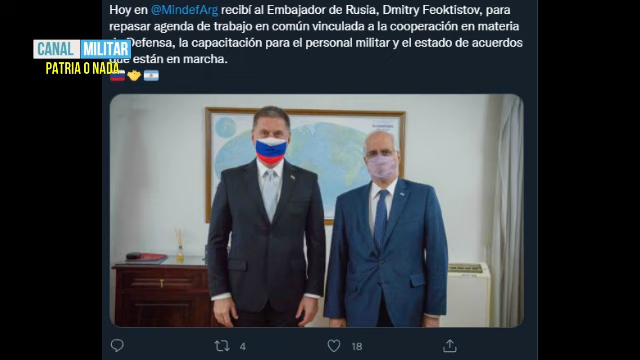 Hoy en @MindefArg recibí al Embajador de Rusia, Dmitry Feoktistov, para
repasar agenda de trabajo en común vinculada a la cooperación en materia
de Defensa, la capacitación para el personal militar y el estado de acuerdos
que están en marcha.
CANAL MILITAR
PATRIA O NADA
4
18